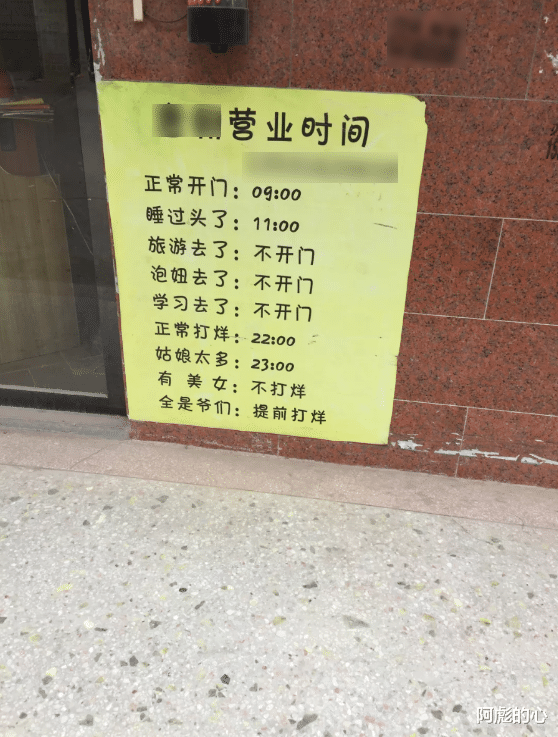 营业时间
正常开门：09:00
睡过头了：11:00
旅游去了：不开门
泡妞去了：不开门
学习去了：不开门
正常打烊：22:00
姑娘太多：23:00
有美女：不打烊
全是爷们：提前打烊
阿彪的心